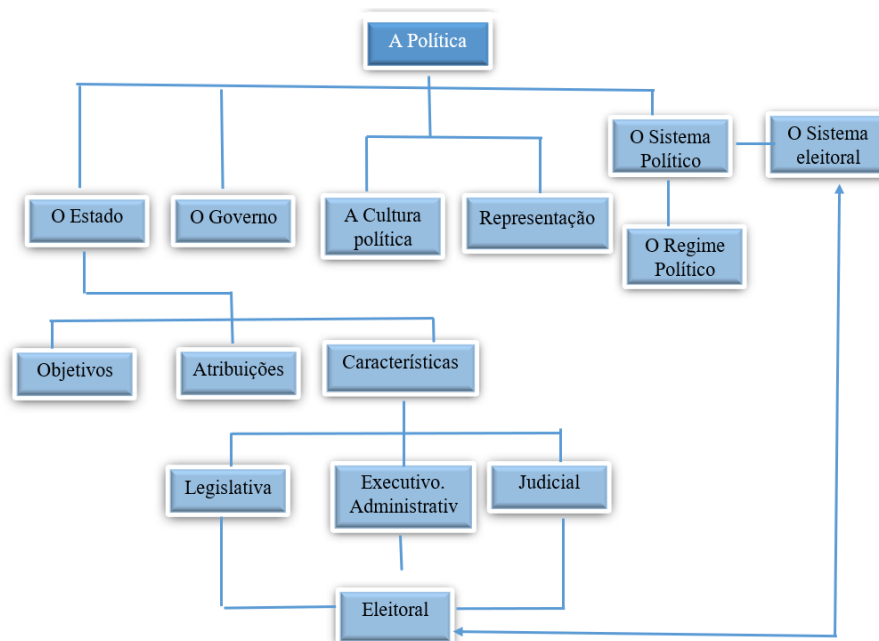 A Política
O Sistema
Político
O Sistema
eleitoral
O Estado
O Governo
A Cultura
política
Representação
O Regime
Político
Objetivos
Atribuições
Características
Legislativa
Executivo.
Administrativ
Judicial
Eleitoral